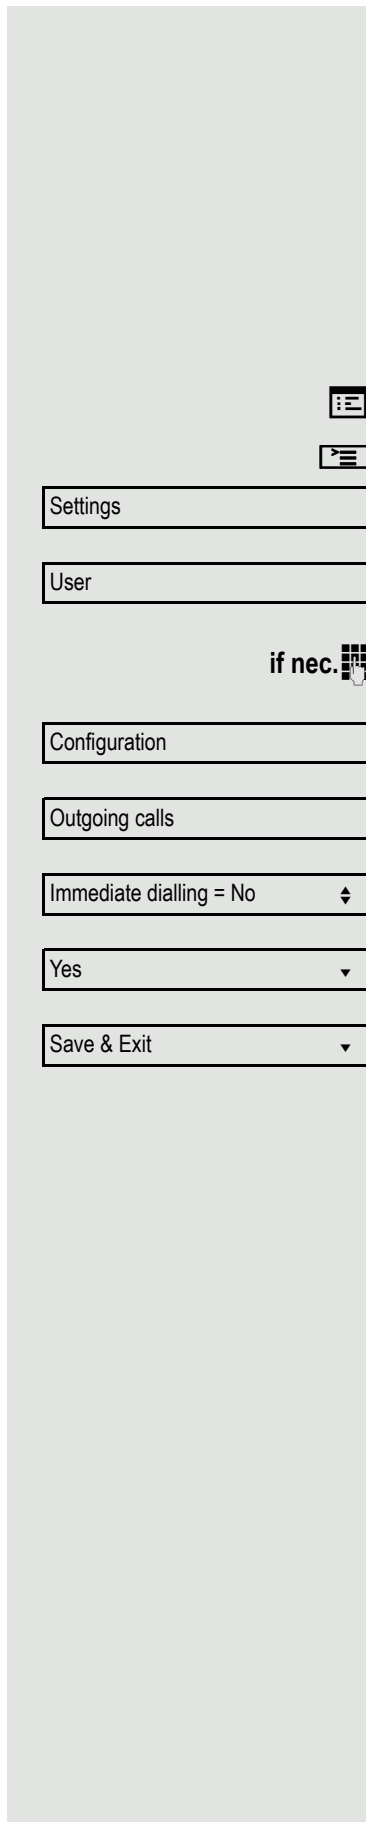 Settings
User
if nec.
Configuration
Outgoing calls
Immediate dialling = No
Yes
Save & Exit